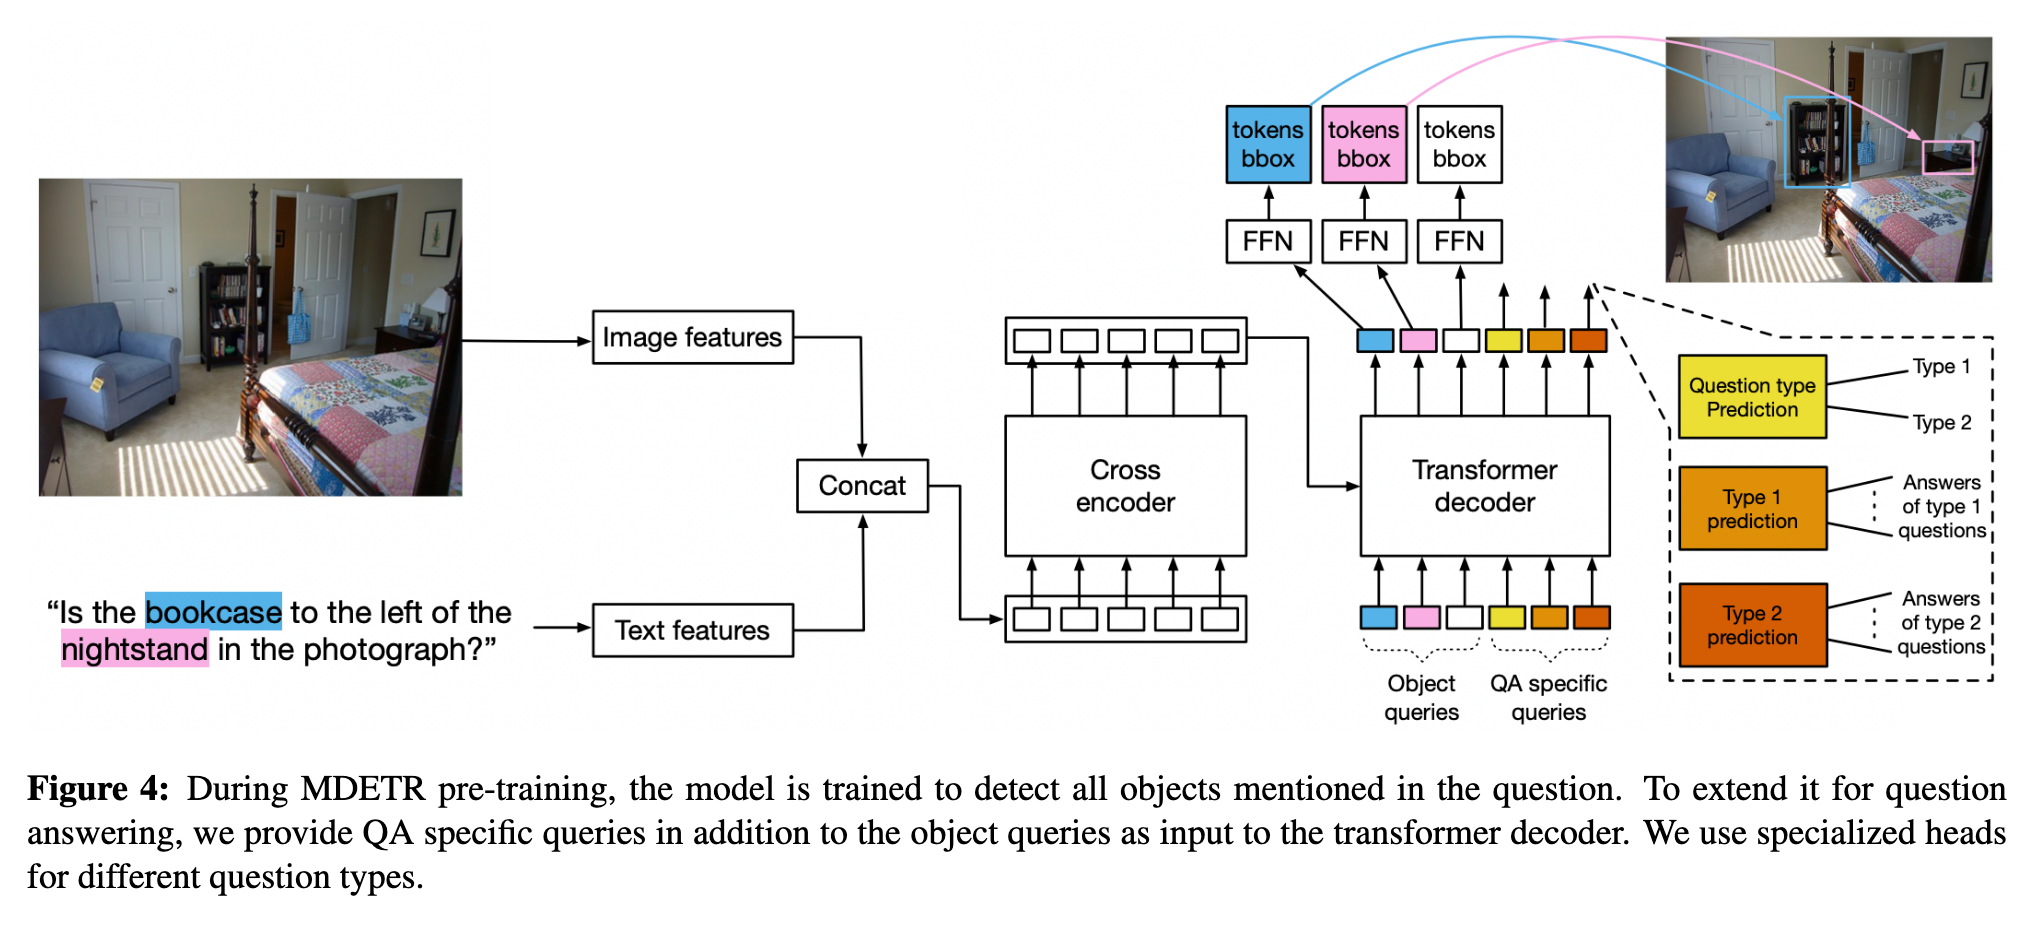 tokens
bbox
tokens
bbox
tokens
bbox
FFN
FFN
FFN
Image features
Concat
Text features
“Is the bookcase to the left of the
nightstand in the photograph?”
Cross
encoder
Transformer
decoder
Object
queries
QA specific
queries
Question type
Prediction
Type 1
Type 2
Type 1
prediction
Answers
of type 1
questions
Type 2
prediction
Answers
of type 2
questions
Figure 4: During MDETR pre-training, the model is trained to detect all objects mentioned in the question. To extend it for question
answering, we provide QA specific queries in addition to the object queries as input to the transformer decoder. We use specialized heads
for different question types.